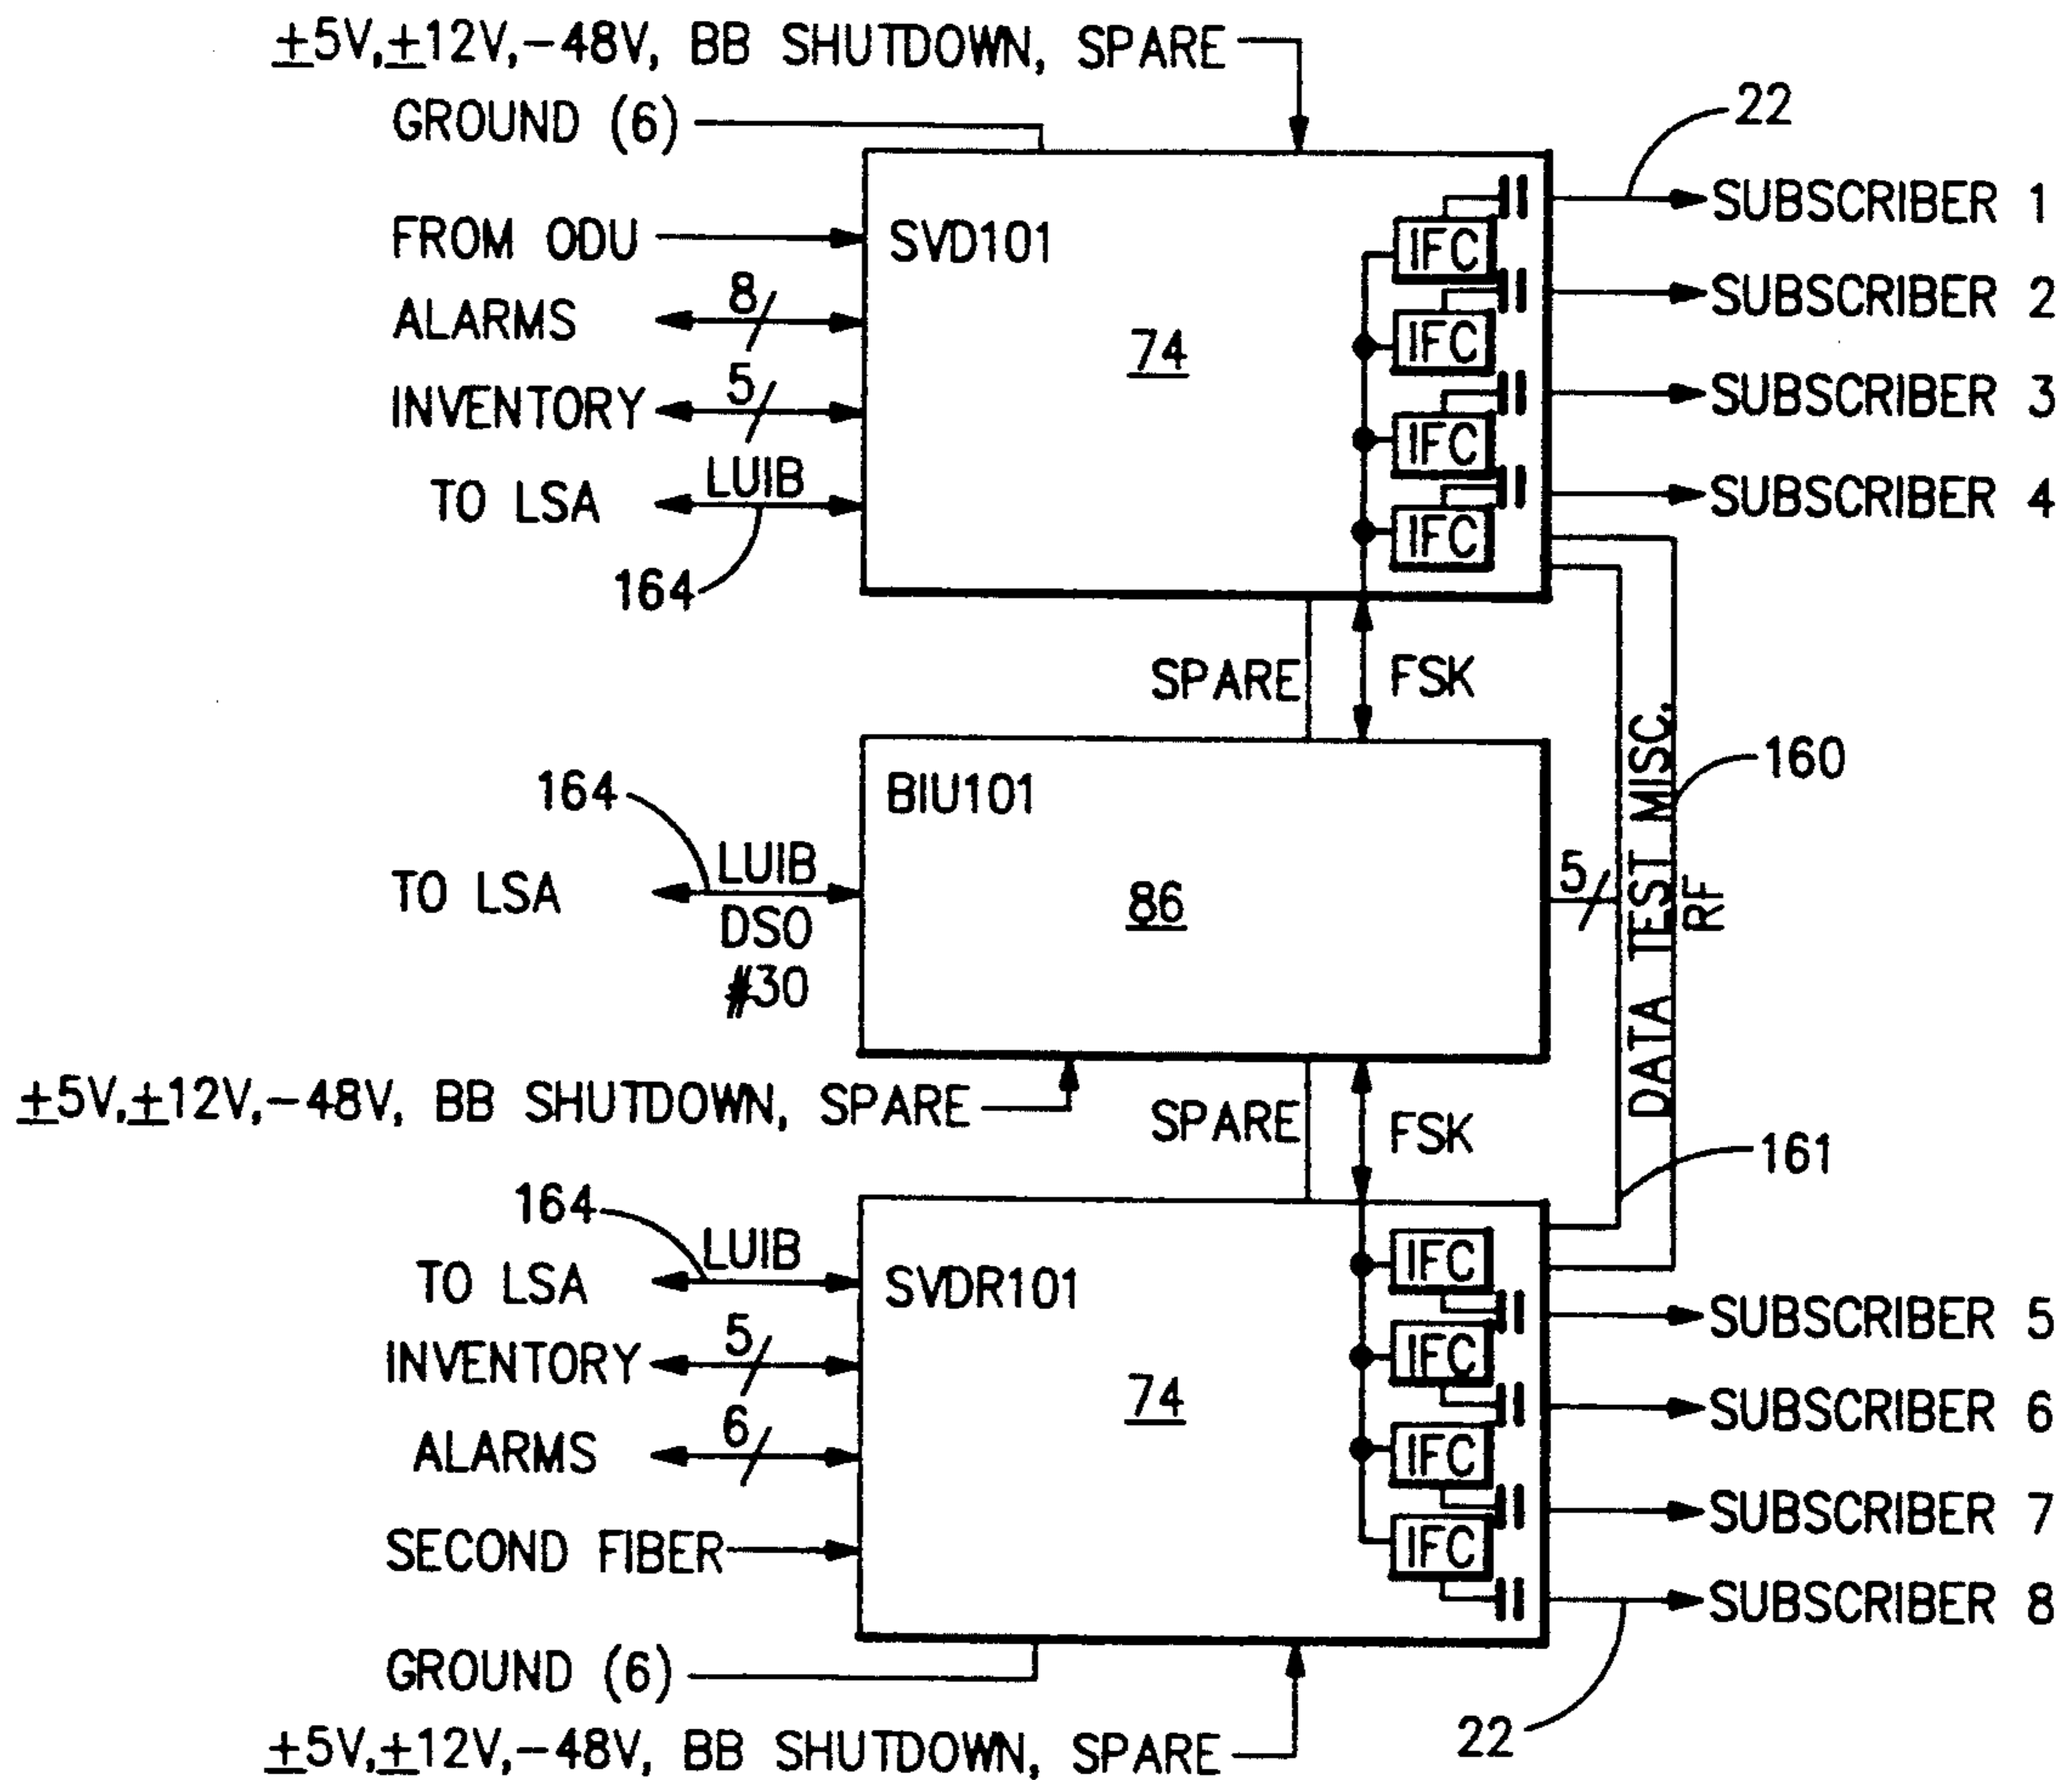 ±5V,±12V,-48V, BB SHUTDOWN, SPARE
GROUND (6)
22
FROM ODU
SVD101
IFC
SUBSCRIBER 1
ALARMS
8
74
IFC
SUBSCRIBER 2
INVENTORY
5
IFC
SUBSCRIBER 3
TO LSA
LUIB
IFC
SUBSCRIBER 4
164
SPARE
FSK
BIU101
164
LUIB
TO LSA
DSO
#30
86
5
DATA TEST MISC.
RF
160
±5V,±12V,-48V, BB SHUTDOWN, SPARE
SPARE
FSK
161
164
LUIB
TO LSA
SVDR101
IFC
SUBSCRIBER 5
INVENTORY
5
74
IFC
SUBSCRIBER 6
ALARMS
6
IFC
SUBSCRIBER 7
SECOND FIBER
IFC
SUBSCRIBER 8
GROUND (6)
22
±5V,±12V,-48V, BB SHUTDOWN, SPARE